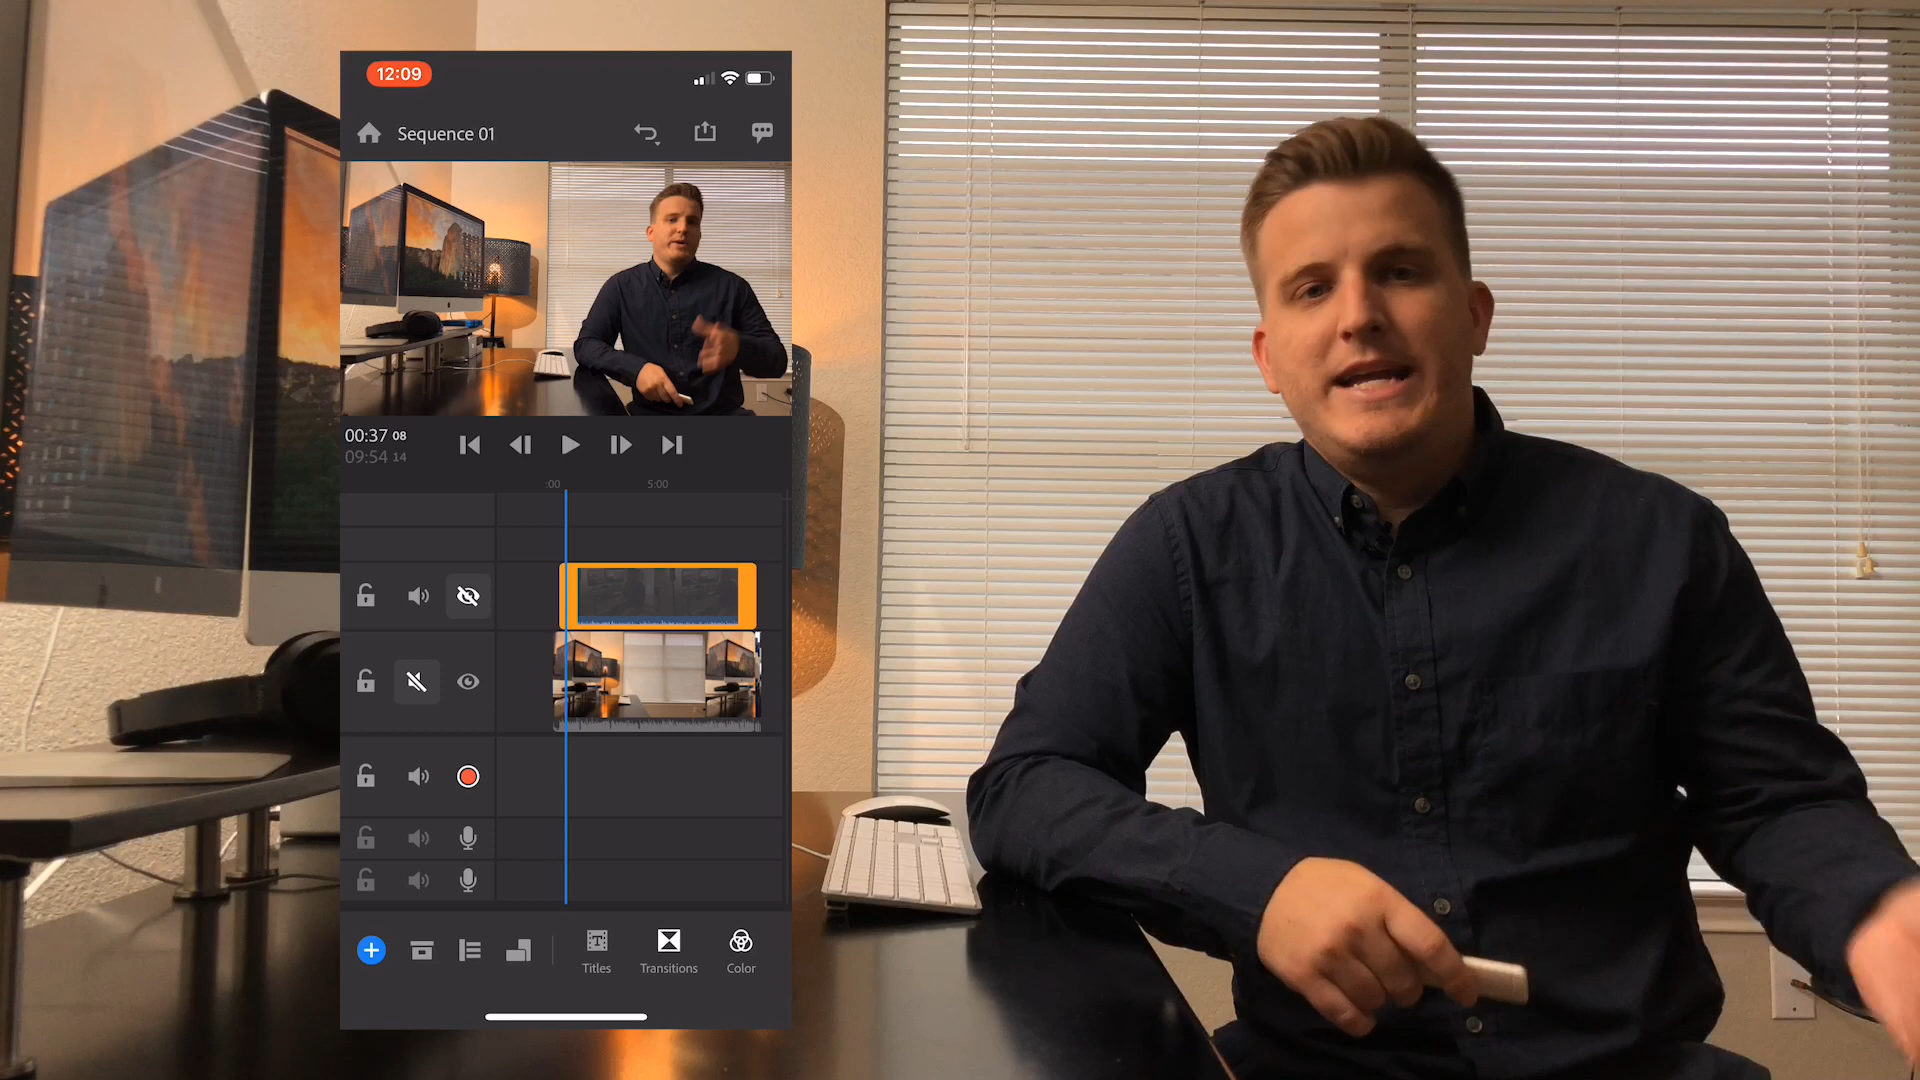 12:09
Sequence 01
00:37 08
09:54 14
:00 5:00
Titles Transitions Color